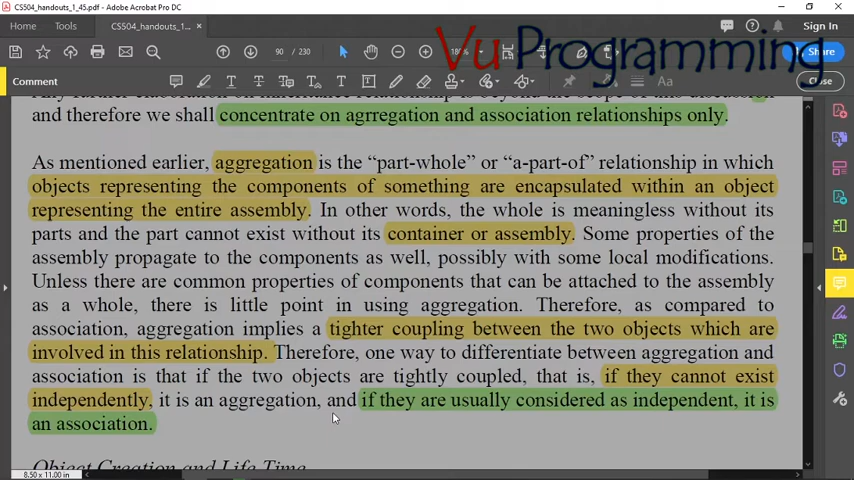 CS504_handouts_1_45.pdf - Adobe Acrobat Pro DC
Home Tools CS504_handouts_1_... × Sign In
90 / 230 180% Share
Vu Programming
Comment Close
and therefore we shall concentrate on agrregation and association relationships only.
As mentioned earlier, aggregation is the “part-whole” or “a-part-of” relationship in which
objects representing the components of something are encapsulated within an object
representing the entire assembly. In other words, the whole is meaningless without its
parts and the part cannot exist without its container or assembly. Some properties of the
assembly propagate to the components as well, possibly with some local modifications.
Unless there are common properties of components that can be attached to the assembly
as a whole, there is little point in using aggregation. Therefore, as compared to
association, aggregation implies a tighter coupling between the two objects which are
involved in this relationship. Therefore, one way to differentiate between aggregation and
association is that if the two objects are tightly coupled, that is, if they cannot exist
independently, it is an aggregation, and if they are usually considered as independent, it is
an association.
Object Creation and Life Time
8.50 x 11.00 in